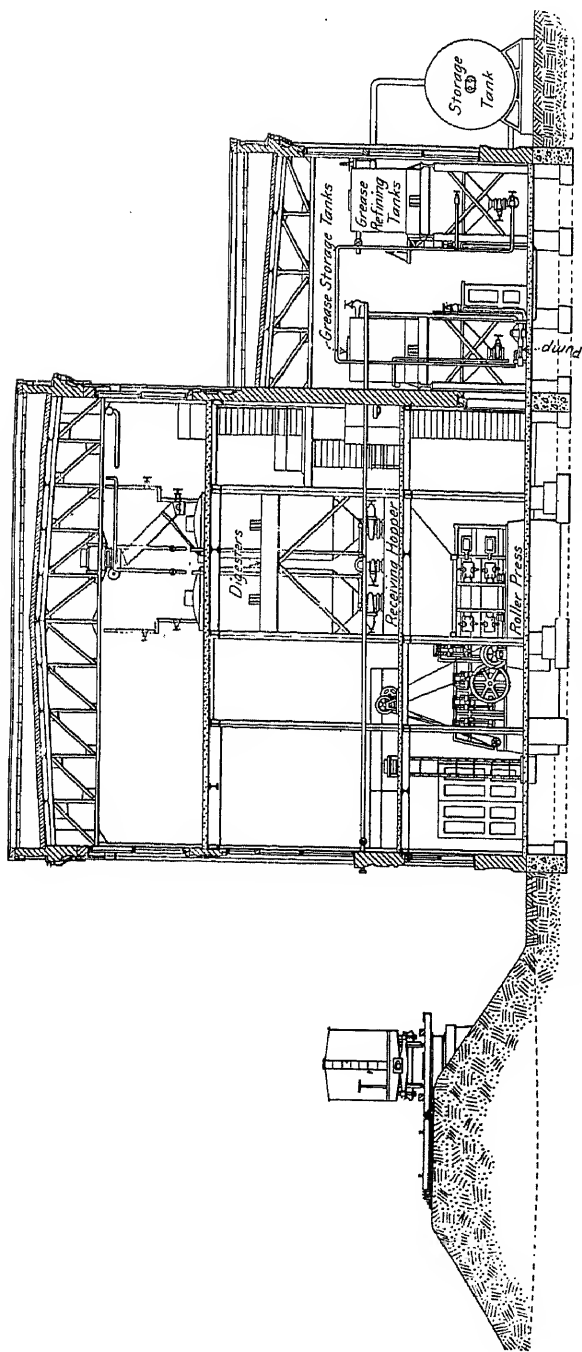 Storage
Tank
Grease Storage Tanks
Grease
Refining
Tanks
Pump
Digesters
Receiving Hopper
Roller Press